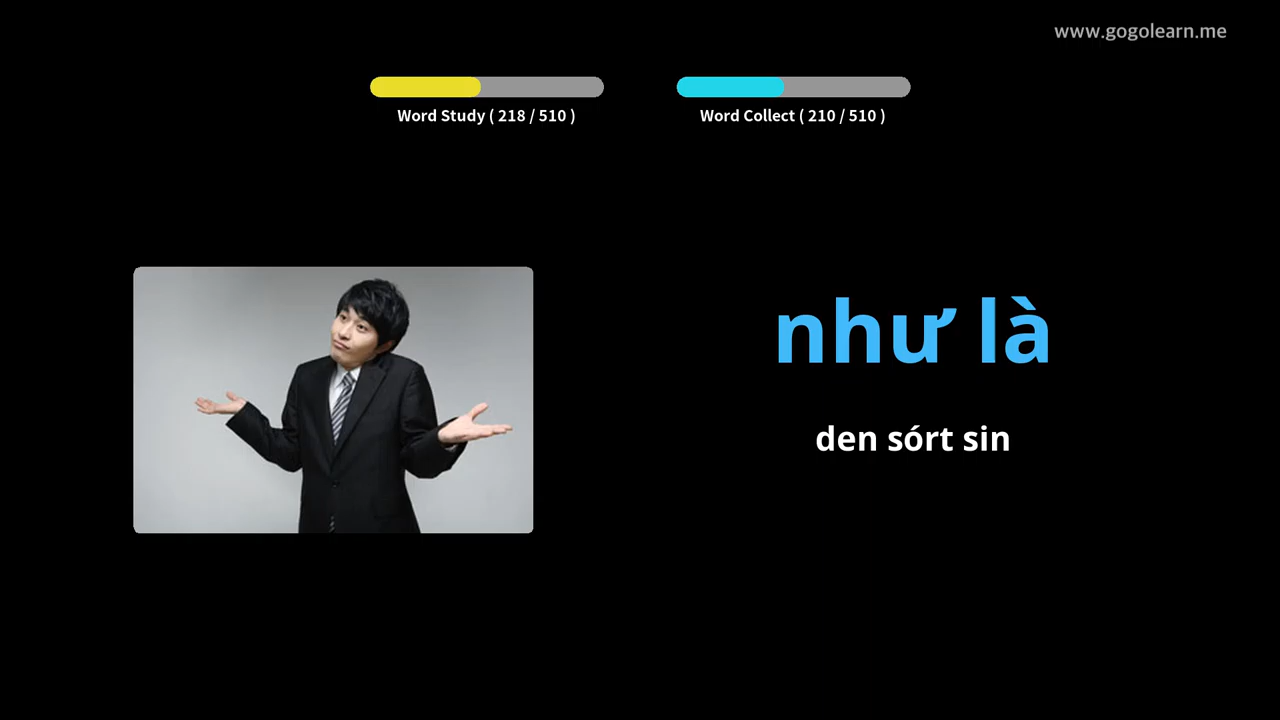 www.gogolearn.me
Word Study ( 218 / 510 )
Word Collect ( 210 / 510 )
như là
den sórt sin